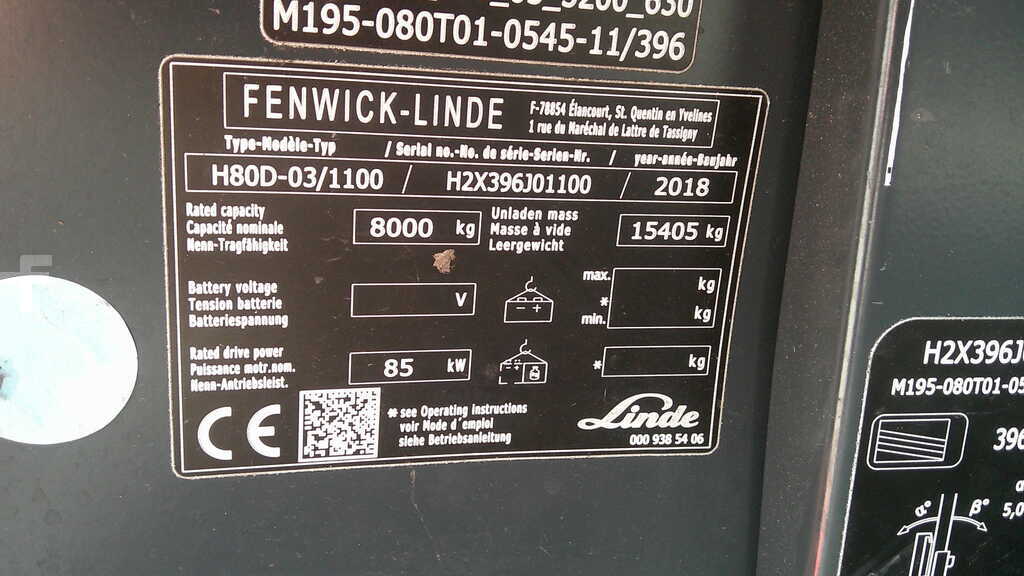 M195-080T01-0545-11/396
FENWICK-LINDE
F-78854 Élancourt, St. Quentin en Yvelines
1 rue du Maréchal de Lattre de Tassigny
Type-Modèle-Typ / Serial no.-No. de série-Serien-Nr. / year-année-Baujahr
H80D-03/1100 / H2X396J01100 / 2018
Rated capacity
Capacité nominale
Nenn-Tragfähigkeit
8000 kg
Unladen mass
Masse à vide
Leergewicht
15405 kg
Battery voltage
Tension batterie
Batteriespannung
V
- +
max. kg
*
min. kg
Rated drive power
Puissance motr.nom.
Nenn-Antriebsleist.
85 kW
* kg
CE
* see Operating instructions
voir Mode d'emploi
siehe Betriebsanleitung
Linde
000 938 54 06
H2X396J
M195-080T01-05
396
α
5,0
α° β°